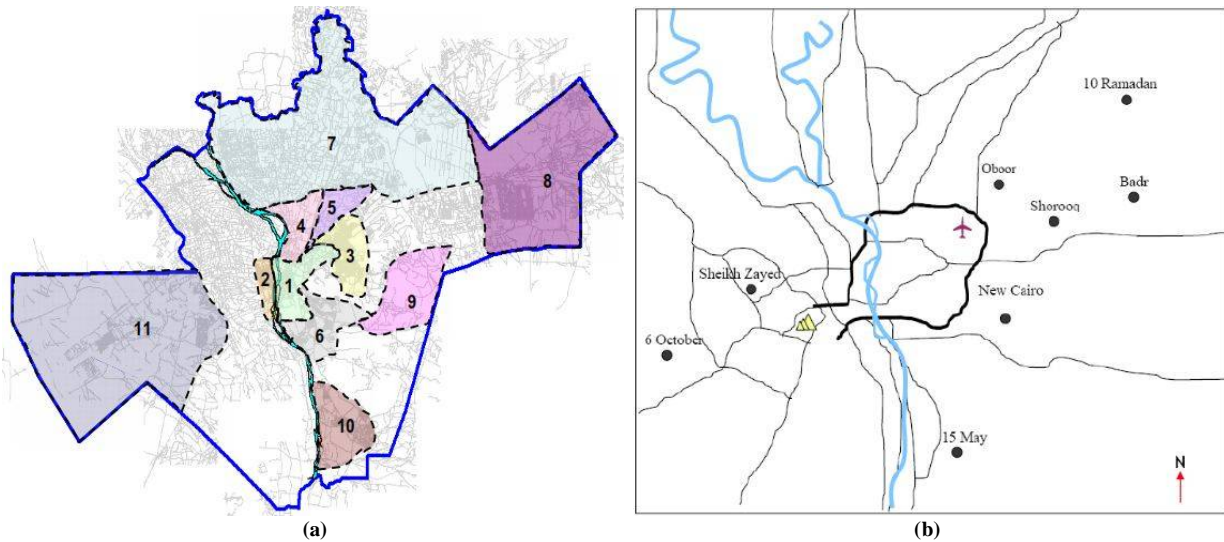 7
8
5
4
3
2
1
9
6
11
10
(a)
10 Ramadan
Oboor
Badr
Shorooq
Sheikh Zayed
New Cairo
6 October
15 May
N
(b)